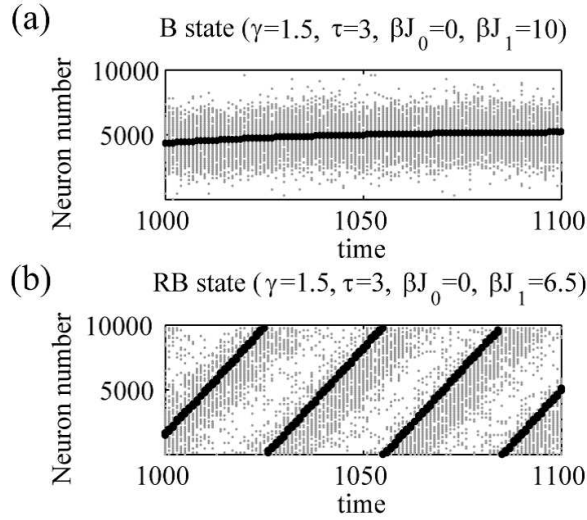 (a)
B state (γ=1.5, τ=3, βJ₀=0, βJ₁=10)
Neuron number
10000
5000
1000 1050 1100
time
(b)
RB state (γ=1.5, τ=3, βJ₀=0, βJ₁=6.5)
Neuron number
10000
5000
1000 1050 1100
time